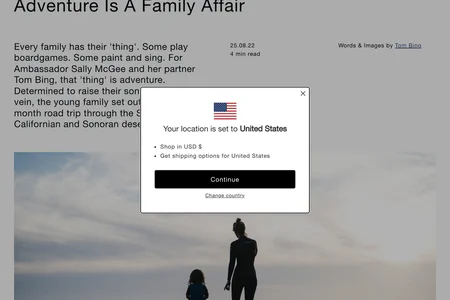 Adventure Is A Family Affair
Every family has their 'thing'. Some play
boardgames. Some paint and sing. For
Ambassador Sally McGee and her partner
Tom Bing, that 'thing' is adventure.
Determined to raise their son
vein, the young family set out
month road trip through the S
Californian and Sonoran dese
25.08.22
4 min read
Words & Images by Tom Bing
Your location is set to United States
Shop in USD $
Get shipping options for United States
Continue
Change country